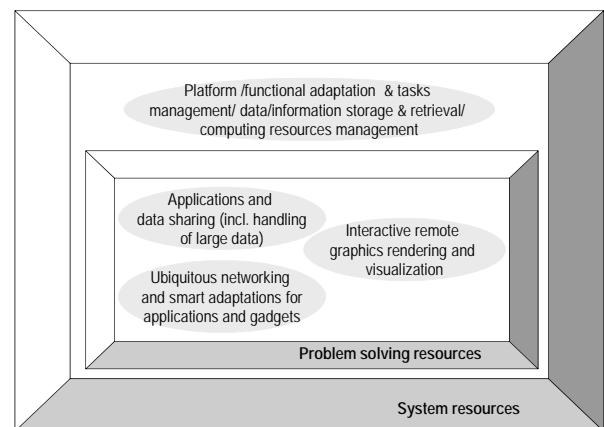 Platform /functional adaptation & tasks
management/ data/information storage & retrieval/
computing resources management
Applications and
data sharing (incl. handling
of large data)
Interactive remote
graphics rendering and
visualization
Ubiquitous networking
and smart adaptations for
applications and gadgets
Problem solving resources
System resources